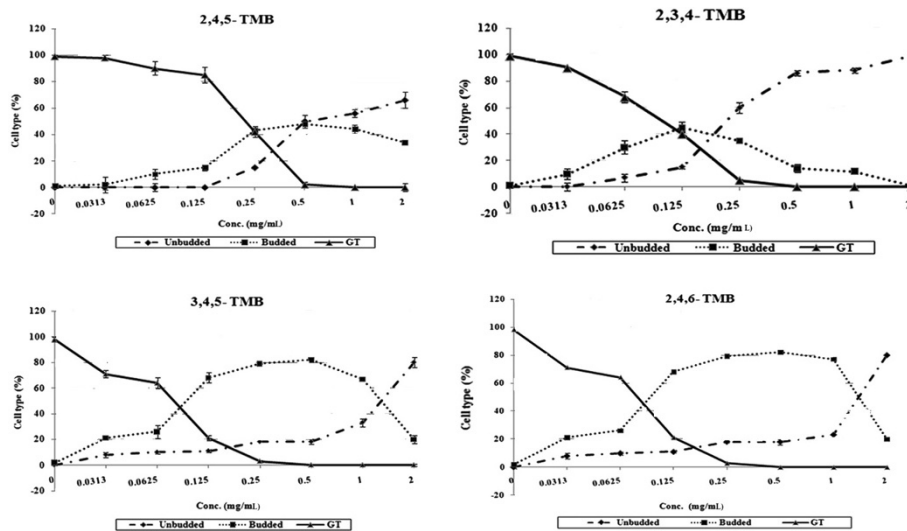 2,4,5- TMB
Cell type (%)
120
100
80
60
40
20
0
-20
0
0.0313
0.0625
0.125
0.25
0.5
1
2
Conc. (mg/mL)
Unbudded
Budded
GT
2,3,4- TMB
Cell type (%)
120
100
80
60
40
20
0
-20
0
0.0313
0.0625
0.125
0.25
0.5
1
2
Conc. (mg/mL)
Unbudded
Budded
GT
3,4,5- TMB
Cell type (%)
120
100
80
60
40
20
0
-20
0
0.0313
0.0625
0.125
0.25
0.5
1
2
Conc. (mg/mL)
Unbudded
Budded
GT
2,4,6- TMB
Cell type (%)
120
100
80
60
40
20
0
-20
0
0.0313
0.0625
0.125
0.25
0.5
1
2
Conc. (mg/mL)
Unbudded
Budded
GT